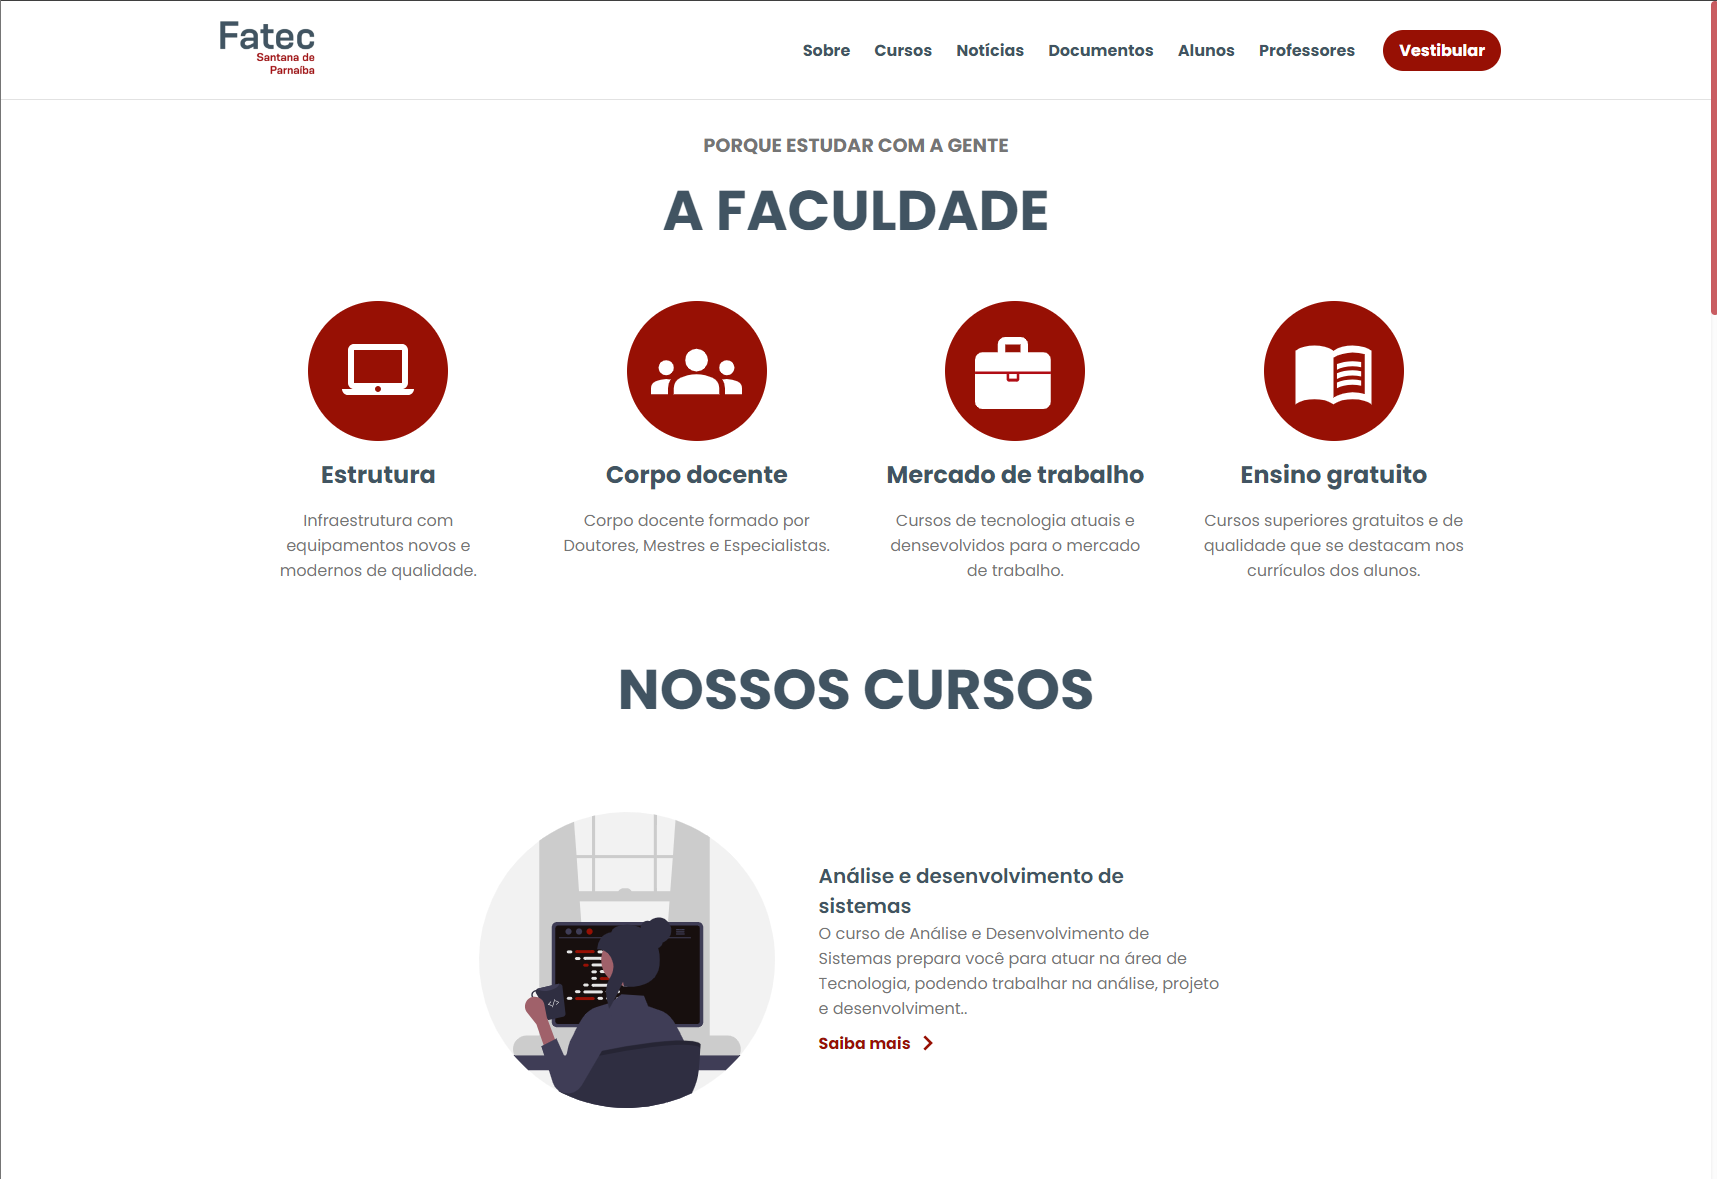 Fatec
Santana de
Parnaíba
Sobre
Cursos
Notícias
Documentos
Alunos
Professores
Vestibular
PORQUE ESTUDAR COM A GENTE
A FACULDADE
Estrutura
Infraestrutura com
equipamentos novos e
modernos de qualidade.
Corpo docente
Corpo docente formado por
Doutores, Mestres e Especialistas.
Mercado de trabalho
Cursos de tecnologia atuais e
densevolvidos para o mercado
de trabalho.
Ensino gratuito
Cursos superiores gratuitos e de
qualidade que se destacam nos
currículos dos alunos.
NOSSOS CURSOS
</>
Análise e desenvolvimento de
sistemas
O curso de Análise e Desenvolvimento de
Sistemas prepara você para atuar na área de
Tecnologia, podendo trabalhar na análise, projeto
e desenvolviment..
Saiba mais